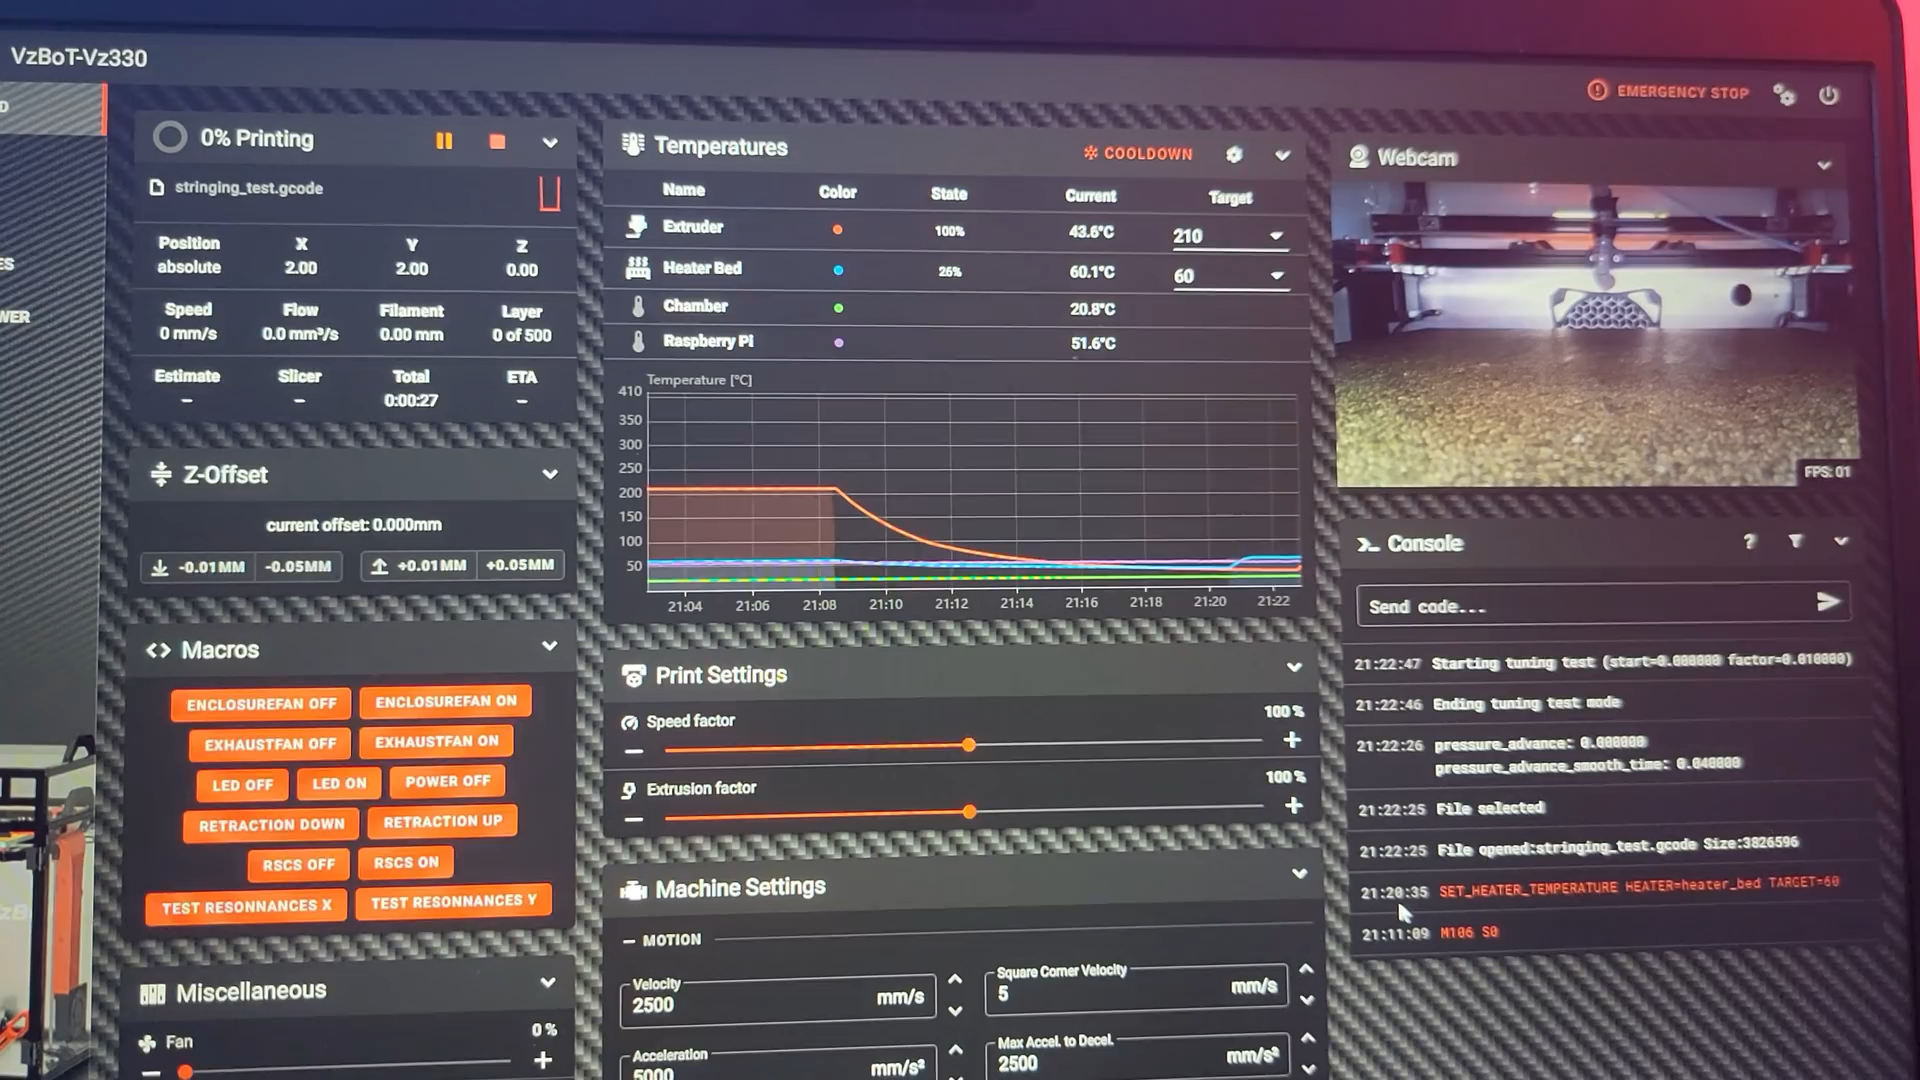 VzBoT-Vz330
EMERGENCY STOP
0% Printing
stringing_test.gcode
Position X Y Z
absolute 2.00 2.00 0.00
Speed Flow Filament Layer
0 mm/s 0.0 mm³/s 0.00 mm 0 of 500
Estimate Slicer Total ETA
– – 0:00:27 –
Z-Offset
current offset: 0.000mm
-0.01MM -0.05MM +0.01MM +0.05MM
Macros
ENCLOSUREFAN OFF ENCLOSUREFAN ON
EXHAUSTFAN OFF EXHAUSTFAN ON
LED OFF LED ON POWER OFF
RETRACTION DOWN RETRACTION UP
RSCS OFF RSCS ON
TEST RESONNANCES X TEST RESONNANCES Y
Miscellaneous
Fan 0 %
Temperatures
COOLDOWN
Name Color State Current Target
Extruder 100% 43.6°C 210
Heater Bed 26% 60.1°C 60
Chamber 20.8°C
Raspberry Pi 51.6°C
Temperature [°C]
410
350
300
250
200
150
100
50
21:04 21:06 21:08 21:10 21:12 21:14 21:16 21:18 21:20 21:22
Print Settings
Speed factor 100 %
Extrusion factor 100 %
Machine Settings
MOTION
Velocity
2500 mm/s
Square Corner Velocity
5 mm/s
Acceleration
5000 mm/s²
Max Accel. to Decel.
2500 mm/s²
Webcam
FPS: 01
Console
Send code...
21:22:47 Starting tuning test (start=0.000000 factor=0.010000)
21:22:46 Ending tuning test mode
21:22:26 pressure_advance: 0.000000
pressure_advance_smooth_time: 0.040000
21:22:25 File selected
21:22:25 File opened:stringing_test.gcode Size:3826596
21:20:35 SET_HEATER_TEMPERATURE HEATER=heater_bed TARGET=60
21:11:09 M106 S0